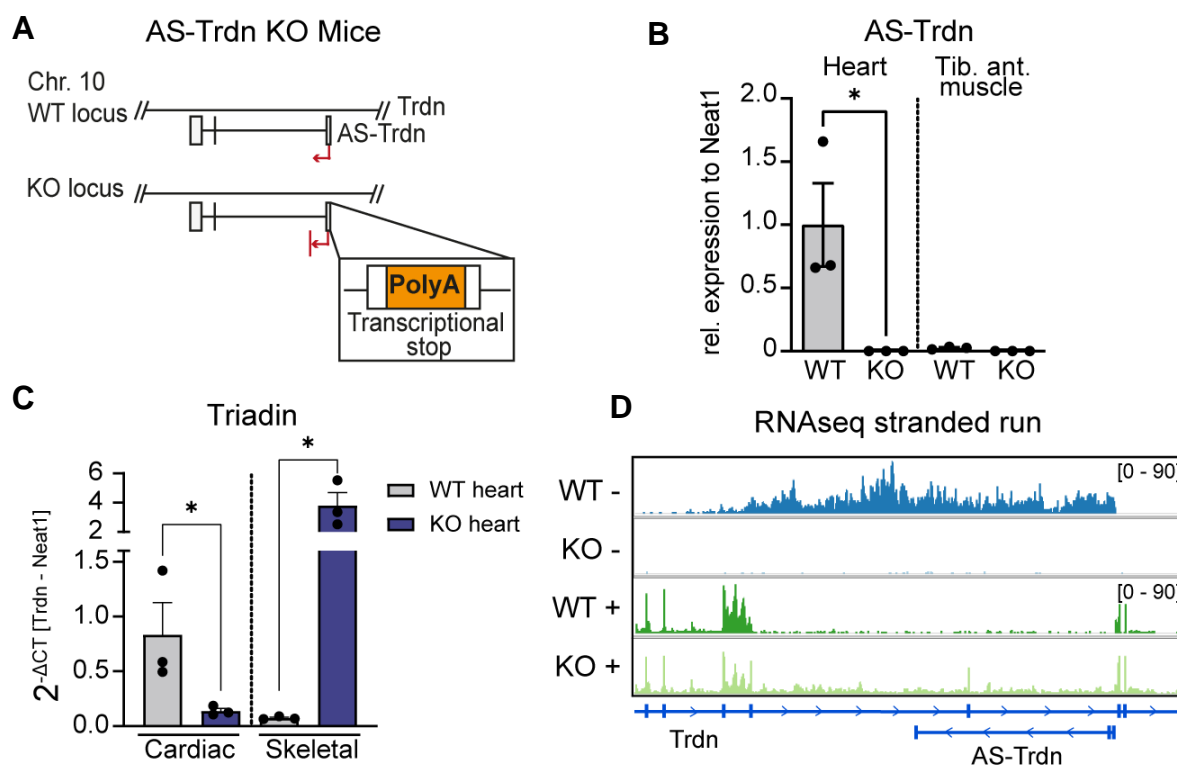 A
AS-Trdn KO Mice
Chr. 10
WT locus
Trdn
AS-Trdn
KO locus
PolyA
Transcriptional
stop
B
AS-Trdn
Heart
Tib. ant.
muscle
*
rel. expression to Neat1
2.0
1.5
1.0
0.5
0
WT
KO
WT
KO
C
Triadin
*
*
2-ΔCT [Trdn - Neat1]
6
4
2
1.5
1.0
0.5
0.0
Cardiac
Skeletal
WT heart
KO heart
D
RNAseq stranded run
WT -
[0 - 90]
KO -
WT +
[0 - 90]
KO +
Trdn
AS-Trdn